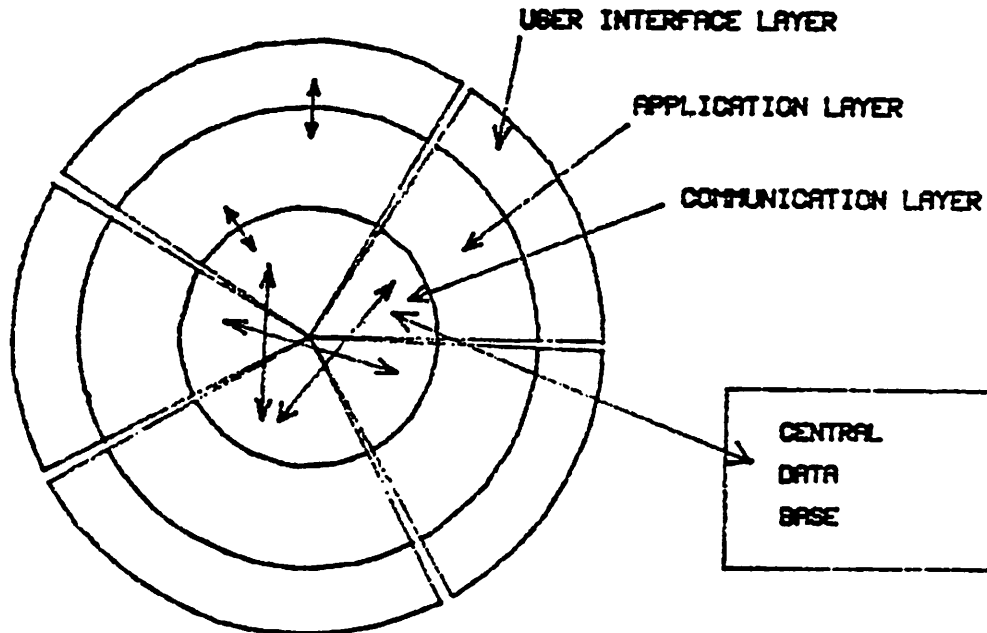 USER INTERFACE LAYER
APPLICATION LAYER
COMMUNICATION LAYER
CENTRAL
DATA
BASE